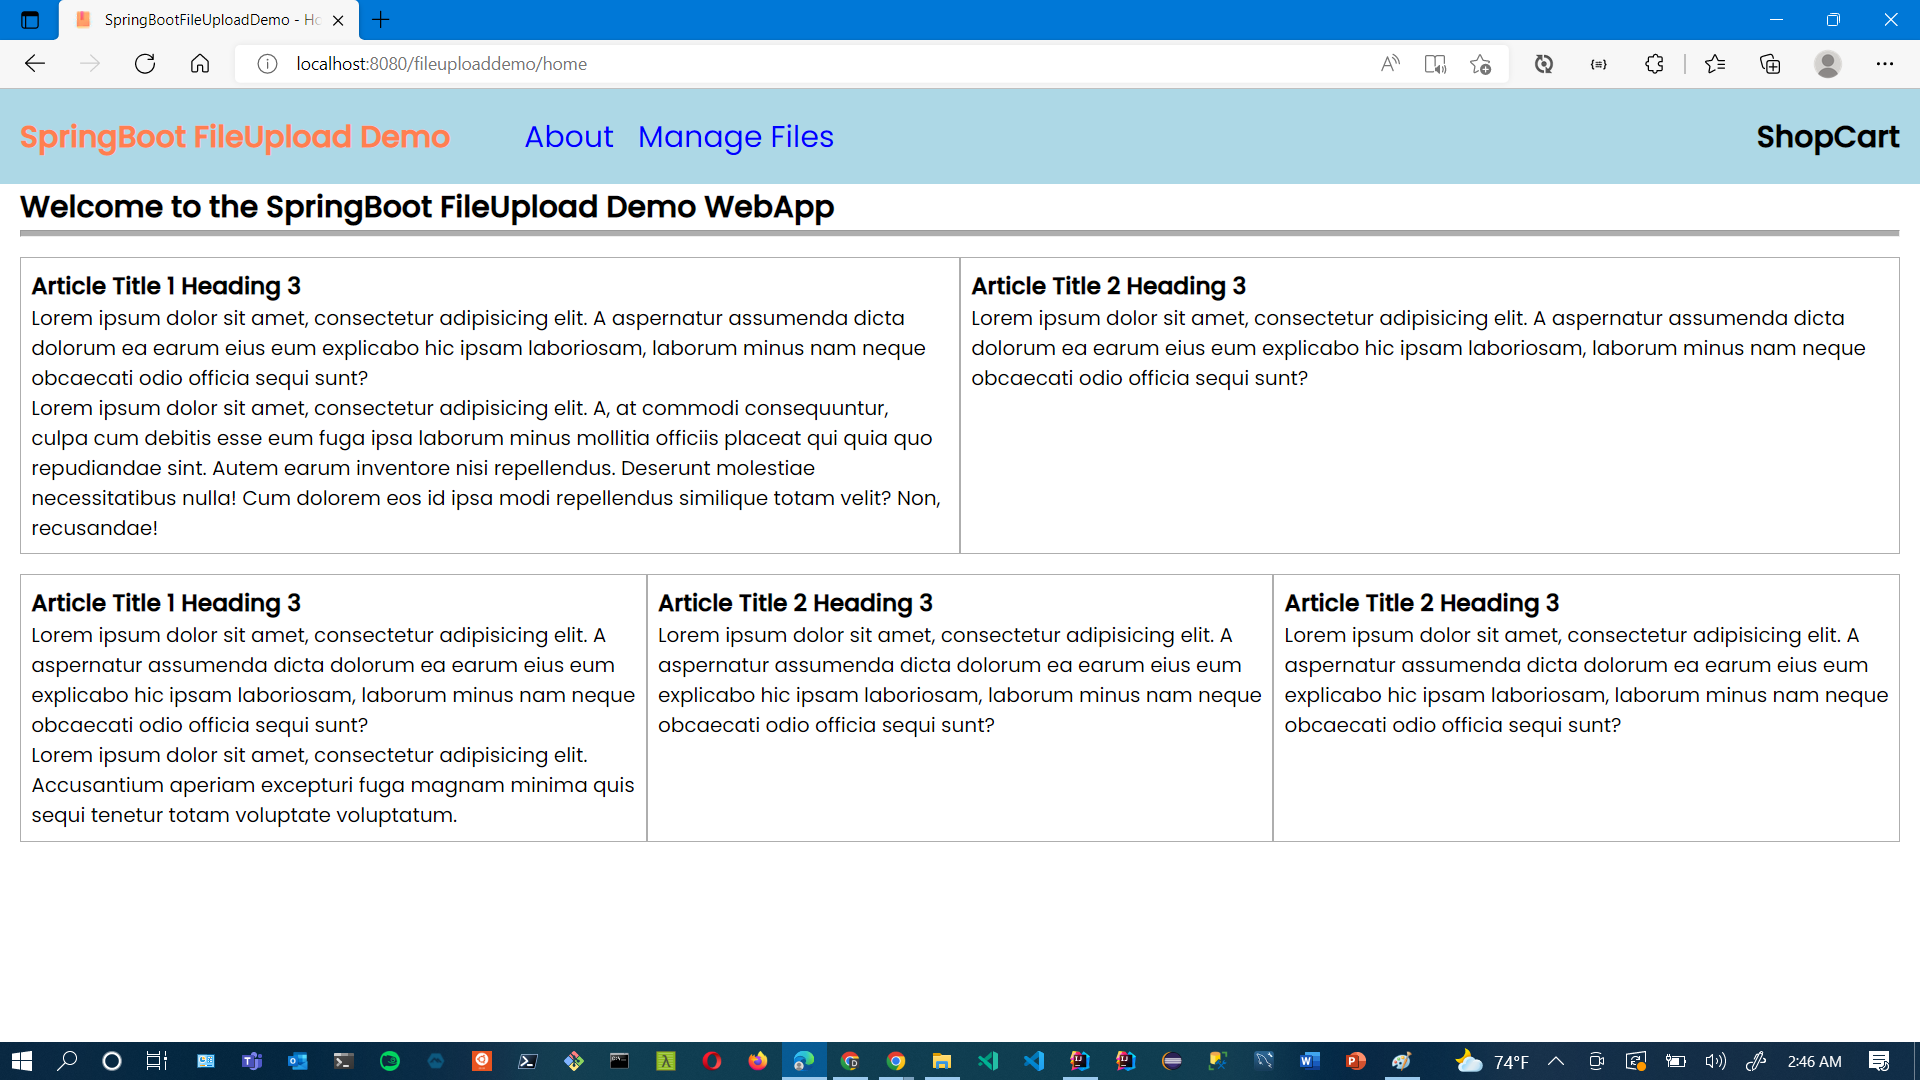 SpringBootFileUploadDemo - Ho
localhost:8080/fileuploaddemo/home
SpringBoot FileUpload Demo About Manage Files ShopCart
Welcome to the SpringBoot FileUpload Demo WebApp
Article Title 1 Heading 3
Lorem ipsum dolor sit amet, consectetur adipisicing elit. A aspernatur assumenda dicta
dolorum ea earum eius eum explicabo hic ipsam laboriosam, laborum minus nam neque
obcaecati odio officia sequi sunt?
Lorem ipsum dolor sit amet, consectetur adipisicing elit. A, at commodi consequuntur,
culpa cum debitis esse eum fuga ipsa laborum minus mollitia officiis placeat qui quia quo
repudiandae sint. Autem earum inventore nisi repellendus. Deserunt molestiae
necessitatibus nulla! Cum dolorem eos id ipsa modi repellendus similique totam velit? Non,
recusandae!
Article Title 2 Heading 3
Lorem ipsum dolor sit amet, consectetur adipisicing elit. A aspernatur assumenda dicta
dolorum ea earum eius eum explicabo hic ipsam laboriosam, laborum minus nam neque
obcaecati odio officia sequi sunt?
Article Title 1 Heading 3
Lorem ipsum dolor sit amet, consectetur adipisicing elit. A
aspernatur assumenda dicta dolorum ea earum eius eum
explicabo hic ipsam laboriosam, laborum minus nam neque
obcaecati odio officia sequi sunt?
Lorem ipsum dolor sit amet, consectetur adipisicing elit.
Accusantium aperiam excepturi fuga magnam minima quis
sequi tenetur totam voluptate voluptatum.
Article Title 2 Heading 3
Lorem ipsum dolor sit amet, consectetur adipisicing elit. A
aspernatur assumenda dicta dolorum ea earum eius eum
explicabo hic ipsam laboriosam, laborum minus nam neque
obcaecati odio officia sequi sunt?
Article Title 2 Heading 3
Lorem ipsum dolor sit amet, consectetur adipisicing elit. A
aspernatur assumenda dicta dolorum ea earum eius eum
explicabo hic ipsam laboriosam, laborum minus nam neque
obcaecati odio officia sequi sunt?
74°F 2:46 AM